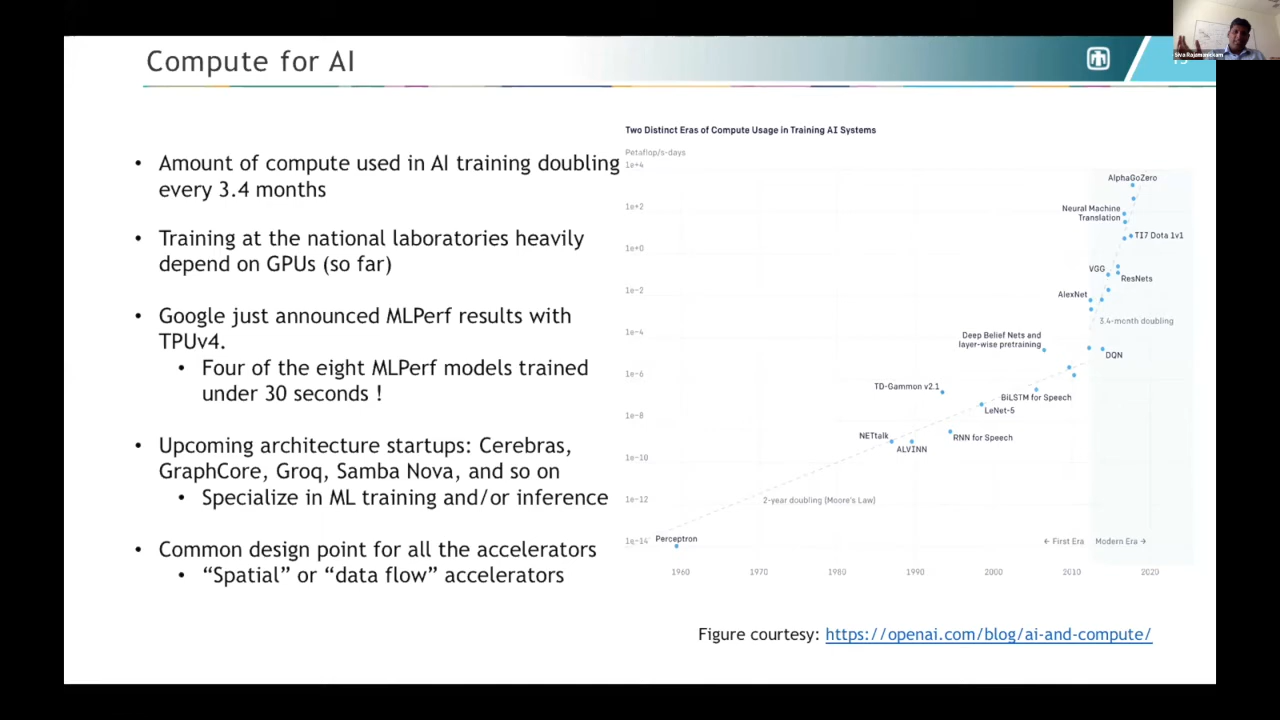 Compute for AI
Siva Rajamanickam
• Amount of compute used in AI training doubling
every 3.4 months
• Training at the national laboratories heavily
depend on GPUs (so far)
• Google just announced MLPerf results with
TPUv4.
• Four of the eight MLPerf models trained
under 30 seconds !
• Upcoming architecture startups: Cerebras,
GraphCore, Groq, Samba Nova, and so on
• Specialize in ML training and/or inference
• Common design point for all the accelerators
• “Spatial” or “data flow” accelerators
Two Distinct Eras of Compute Usage in Training AI Systems
Petaflop/s-days
1e+4
1e+2
1e+0
1e-2
1e-4
1e-6
1e-8
1e-10
1e-12
1e-14
AlphaGoZero
Neural Machine
Translation
TI7 Dota 1v1
VGG
ResNets
AlexNet
3.4-month doubling
Deep Belief Nets and
layer-wise pretraining
DQN
TD-Gammon v2.1
BiLSTM for Speech
LeNet-5
NETtalk
RNN for Speech
ALVINN
2-year doubling (Moore's Law)
Perceptron
← First Era
Modern Era →
1960
1970
1980
1990
2000
2010
2020
Figure courtesy: https://openai.com/blog/ai-and-compute/